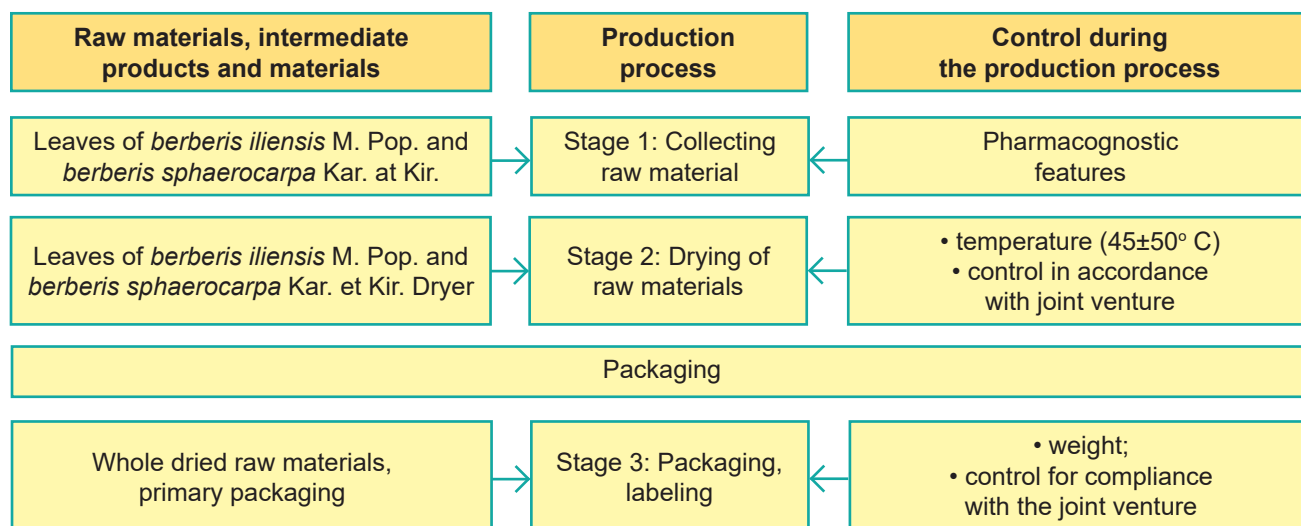 Raw materials, intermediate
products and materials
Production
process
Control during
the production process
Leaves of berberis iliensis M. Pop. and
berberis sphaerocarpa Kar. at Kir.
Stage 1: Collecting
raw material
Pharmacognostic
features
Leaves of berberis iliensis M. Pop. and
berberis sphaerocarpa Kar. et Kir. Dryer
Stage 2: Drying of
raw materials
• temperature (45±50° C)
• control in accordance
with joint venture
Packaging
Whole dried raw materials,
primary packaging
Stage 3: Packaging,
labeling
• weight;
• control for compliance
with the joint venture